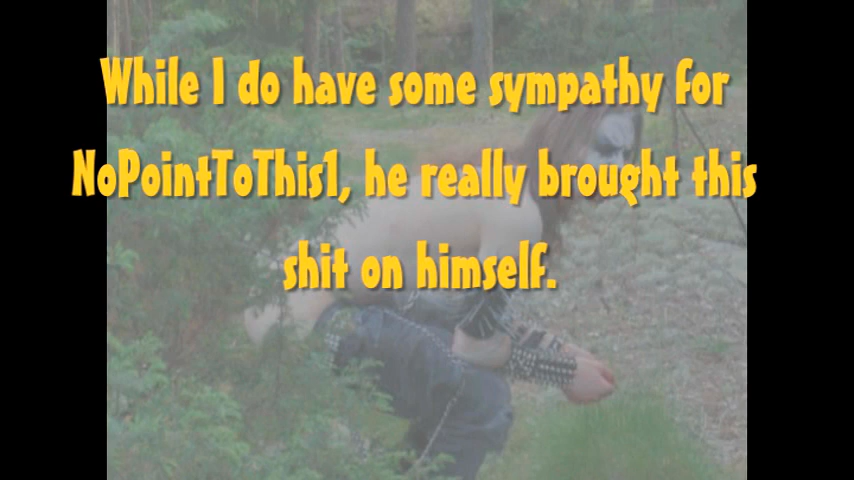 While I do have some sympathy for
NoPointToThis1, he really brought this
shit on himself.